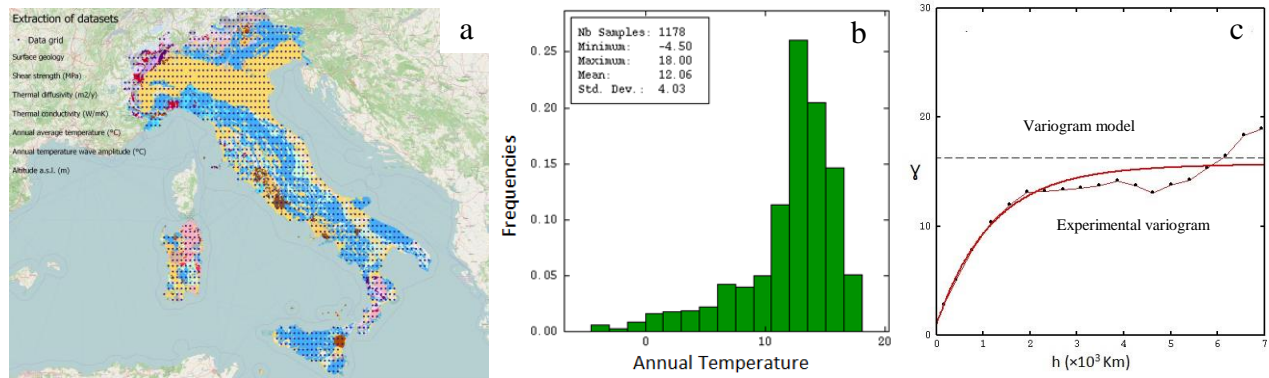 a
Extraction of datasets
Data grid
Surface geology
Shear strength (MPa)
Thermal diffusivity (m2/y)
Thermal conductivity (W/mK)
Annual average temperature (°C)
Annual temperature wave amplitude (°C)
Altitude a.s.l. (m)
b
Nb Samples: 1178
Minimum: -4.50
Maximum: 18.00
Mean: 12.06
Std. Dev.: 4.03
0.25
0.20
0.15
0.10
0.05
0.00
Frequencies
0 10 20
Annual Temperature
c
30
20
10
0
ɣ
Variogram model
Experimental variogram
0 1 2 3 4 5 6 7
h (×10³ Km)